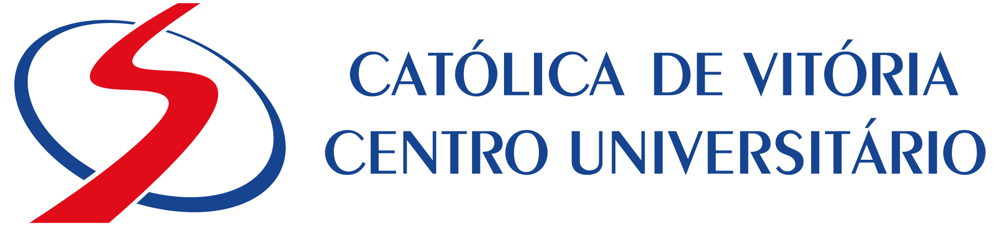 CATÓLICA DE VITÓRIA
CENTRO UNIVERSITÁRIO